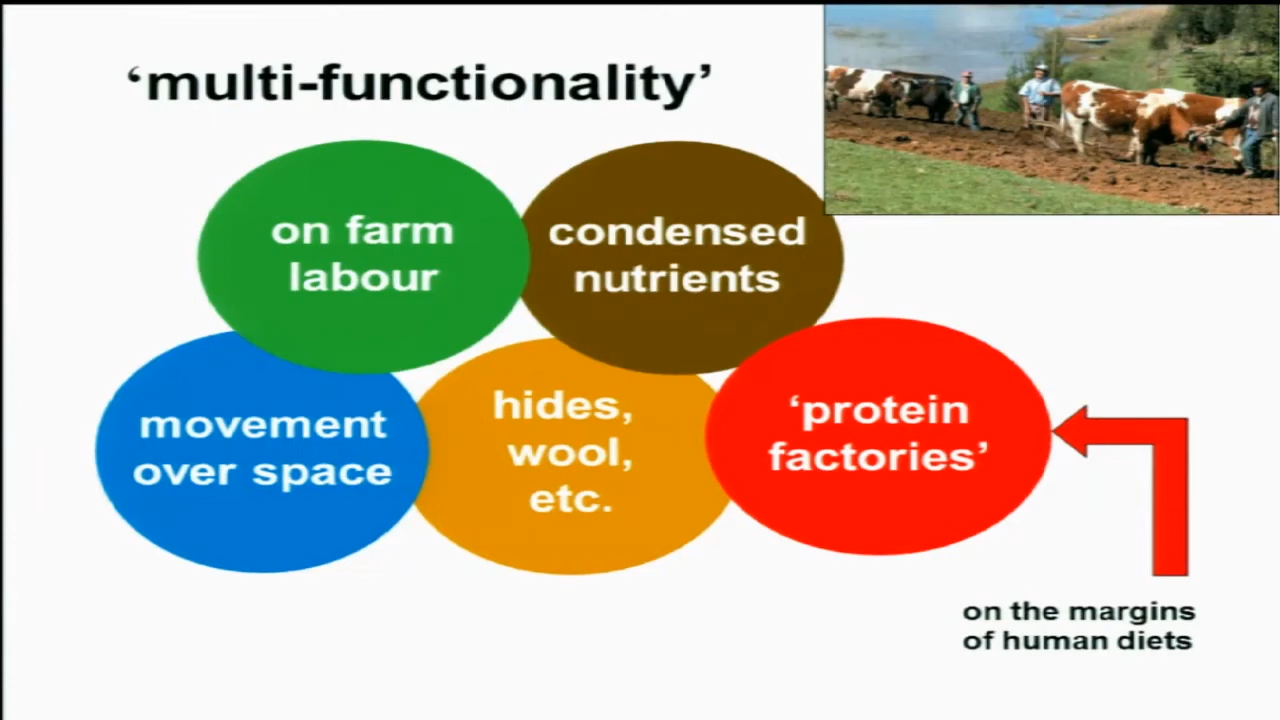 ‘multi-functionality’
on farm
labour
condensed
nutrients
movement
over space
hides,
wool,
etc.
‘protein
factories’
on the margins
of human diets